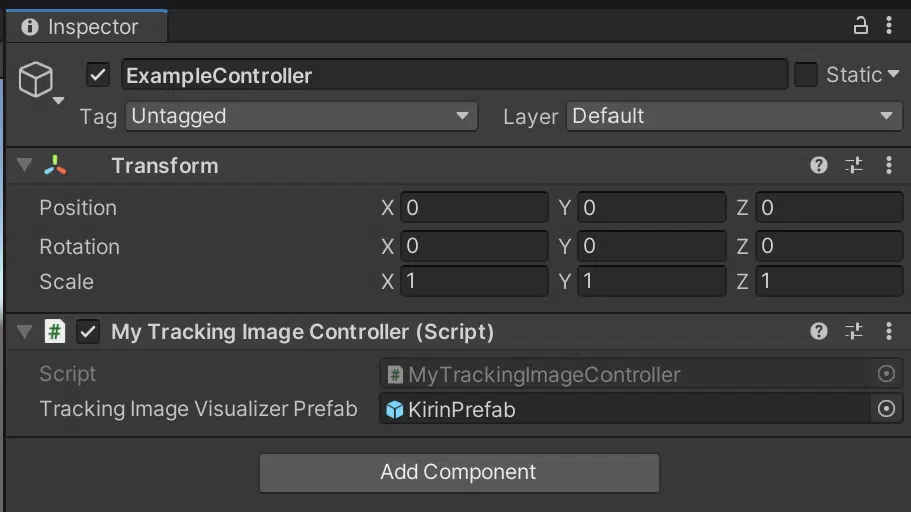 Inspector
ExampleController Static
Tag Untagged Layer Default
Transform
Position X 0 Y 0 Z 0
Rotation X 0 Y 0 Z 0
Scale X 1 Y 1 Z 1
# My Tracking Image Controller (Script)
Script # MyTrackingImageController
Tracking Image Visualizer Prefab KirinPrefab
Add Component